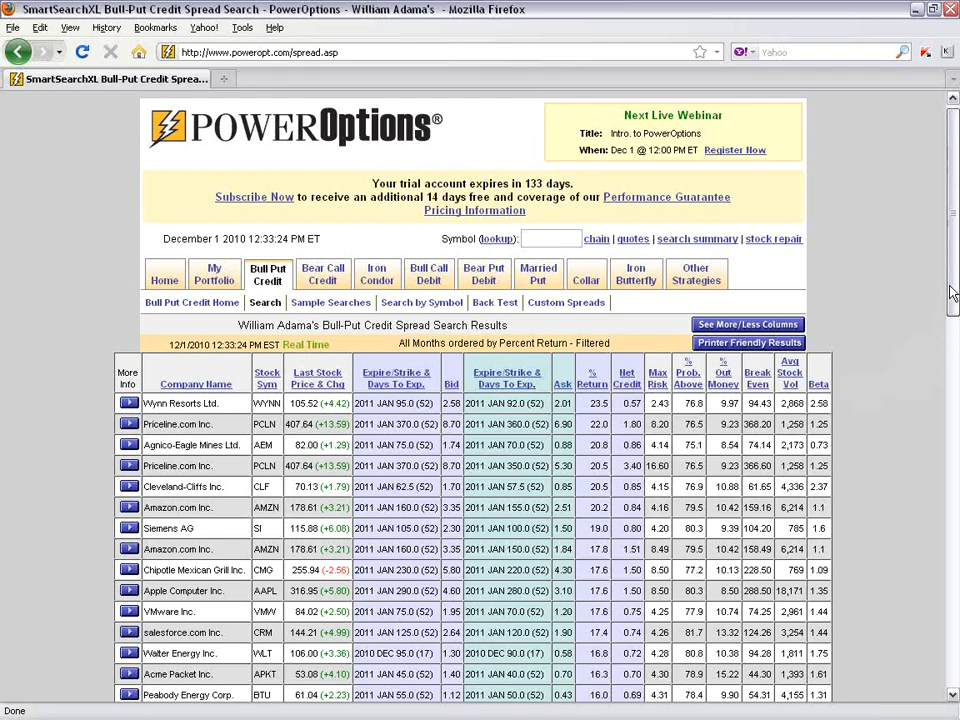 SmartSearchXL Bull-Put Credit Spread Search - PowerOptions - William Adama's - Mozilla Firefox
File Edit View History Bookmarks Yahoo! Tools Help
http://www.poweropt.com/spread.asp Yahoo
SmartSearchXL Bull-Put Credit Sprea...
POWEROptions®
Next Live Webinar
Title: Intro. to PowerOptions
When: Dec 1 @ 12:00 PM ET Register Now
Your trial account expires in 133 days.
Subscribe Now to receive an additional 14 days free and coverage of our Performance Guarantee
Pricing Information
December 1 2010 12:33:24 PM ET Symbol (lookup): chain | quotes | search summary | stock repair
Home My Portfolio Bull Put Credit Bear Call Credit Iron Condor Bull Call Debit Bear Put Debit Married Put Collar Iron Butterfly Other Strategies
Bull Put Credit Home Search Sample Searches Search by Symbol Back Test Custom Spreads
William Adama's Bull-Put Credit Spread Search Results See More/Less Columns
12/1/2010 12:33:24 PM EST Real Time All Months ordered by Percent Return - Filtered Printer Friendly Results
More Info Company Name Stock Sym Last Stock Price & Chg Expire/Strike & Days To Exp. Bid Expire/Strike & Days To Exp. Ask % Return Net Credit Max Risk % Prob. Above % Out Money Break Even Avg Stock Vol Beta
Wynn Resorts Ltd. WYNN 105.52 (+4.42) 2011 JAN 95.0 (52) 2.58 2011 JAN 92.0 (52) 2.01 23.5 0.57 2.43 76.8 9.97 94.43 2,868 2.58
Priceline.com Inc. PCLN 407.64 (+13.59) 2011 JAN 370.0 (52) 8.70 2011 JAN 360.0 (52) 6.90 22.0 1.80 8.20 76.5 9.23 368.20 1,258 1.25
Agnico-Eagle Mines Ltd. AEM 82.00 (+1.29) 2011 JAN 75.0 (52) 1.74 2011 JAN 70.0 (52) 0.88 20.8 0.86 4.14 75.1 8.54 74.14 2,173 0.73
Priceline.com Inc. PCLN 407.64 (+13.59) 2011 JAN 370.0 (52) 8.70 2011 JAN 350.0 (52) 5.30 20.5 3.40 16.60 76.5 9.23 366.60 1,258 1.25
Cleveland-Cliffs Inc. CLF 70.13 (+1.79) 2011 JAN 62.5 (52) 1.70 2011 JAN 57.5 (52) 0.85 20.5 0.85 4.15 76.9 10.88 61.65 4,336 2.37
Amazon.com Inc. AMZN 178.61 (+3.21) 2011 JAN 160.0 (52) 3.35 2011 JAN 155.0 (52) 2.51 20.2 0.84 4.16 79.5 10.42 159.16 6,214 1.1
Siemens AG SI 115.88 (+6.08) 2011 JAN 105.0 (52) 2.30 2011 JAN 100.0 (52) 1.50 19.0 0.80 4.20 80.3 9.39 104.20 785 1.6
Amazon.com Inc. AMZN 178.61 (+3.21) 2011 JAN 160.0 (52) 3.35 2011 JAN 150.0 (52) 1.84 17.8 1.51 8.49 79.5 10.42 158.49 6,214 1.1
Chipotle Mexican Grill Inc. CMG 255.94 (-2.56) 2011 JAN 230.0 (52) 5.80 2011 JAN 220.0 (52) 4.30 17.6 1.50 8.50 77.2 10.13 228.50 769 1.09
Apple Computer Inc. AAPL 316.95 (+5.80) 2011 JAN 290.0 (52) 4.60 2011 JAN 280.0 (52) 3.10 17.6 1.50 8.50 80.3 8.50 288.50 18,171 1.35
VMware Inc. VMW 84.02 (+2.50) 2011 JAN 75.0 (52) 1.95 2011 JAN 70.0 (52) 1.20 17.6 0.75 4.25 77.9 10.74 74.25 2,961 1.44
salesforce.com Inc. CRM 144.21 (+4.99) 2011 JAN 125.0 (52) 2.64 2011 JAN 120.0 (52) 1.90 17.4 0.74 4.26 81.7 13.32 124.26 3,254 1.44
Walter Energy Inc. WLT 106.00 (+3.36) 2010 DEC 95.0 (17) 1.30 2010 DEC 90.0 (17) 0.58 16.8 0.72 4.28 80.8 10.38 94.28 1,811 1.75
Acme Packet Inc. APKT 53.08 (+4.10) 2011 JAN 45.0 (52) 1.40 2011 JAN 40.0 (52) 0.70 16.3 0.70 4.30 78.9 15.22 44.30 1,393 1.61
Peabody Energy Corp. BTU 61.04 (+2.23) 2011 JAN 55.0 (52) 1.12 2011 JAN 50.0 (52) 0.43 16.0 0.69 4.31 78.4 9.90 54.31 4,155 1.31
Done